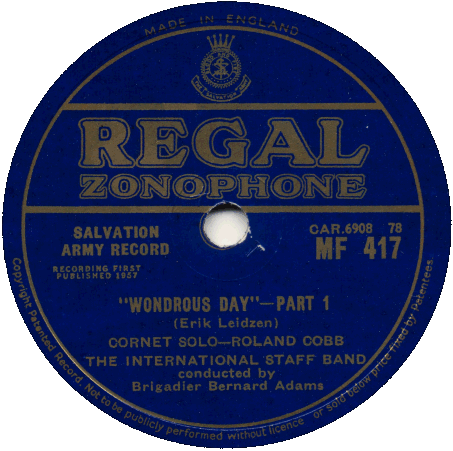 MADE IN ENGLAND
REGAL
ZONOPHONE
SALVATION
ARMY RECORD
RECORDING FIRST
PUBLISHED 1957
CAR.6908 78
MF 417
"WONDROUS DAY"—PART 1
(Erik Leidzen)
CORNET SOLO—ROLAND COBB
THE INTERNATIONAL STAFF BAND
conducted by
Brigadier Bernard Adams
Copyright Patented Record. Not to be publicly performed without licence or sold below price fixed by Patentees.